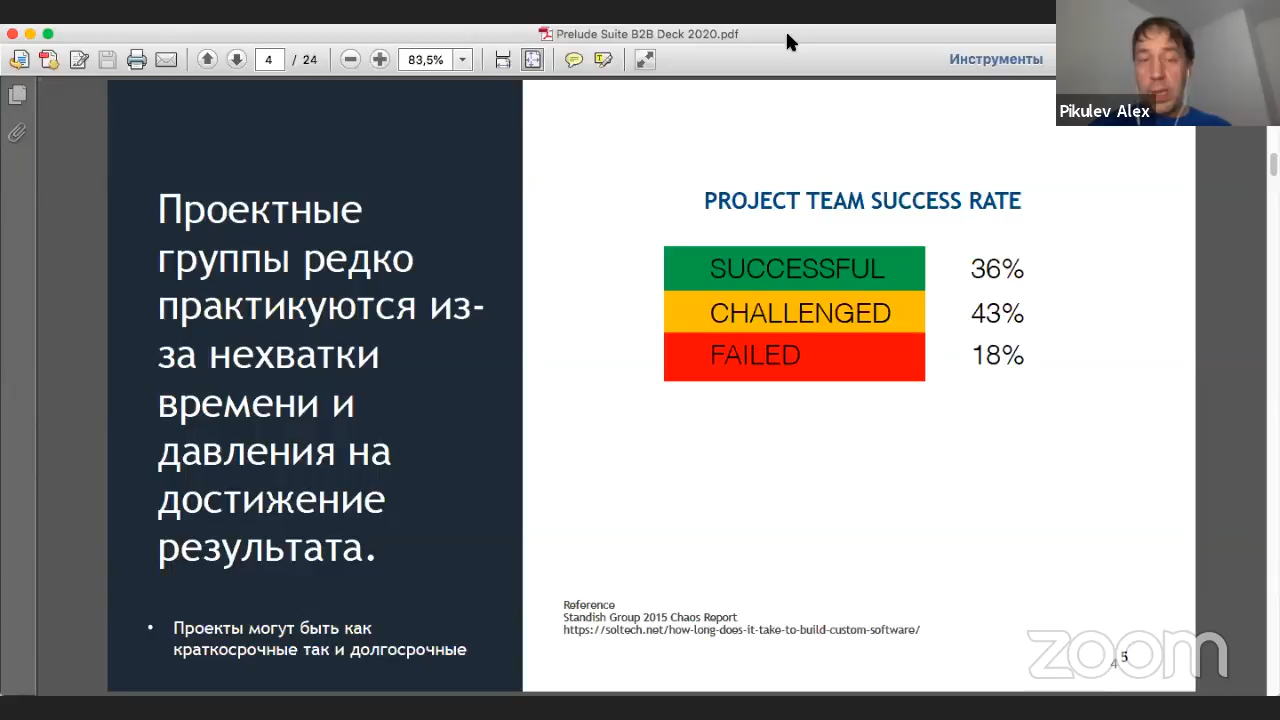 Prelude Suite B2B Deck 2020.pdf
4 / 24
83,5%
Инструменты
Pikulev Alex
Проектные
группы редко
практикуются из-
за нехватки
времени и
давления на
достижение
результата.
• Проекты могут быть как
краткосрочные так и долгосрочные
PROJECT TEAM SUCCESS RATE
SUCCESSFUL 36%
CHALLENGED 43%
FAILED 18%
Reference
Standish Group 2015 Chaos Report
https://soltech.net/how-long-does-it-take-to-build-custom-software/
zoom
4 5